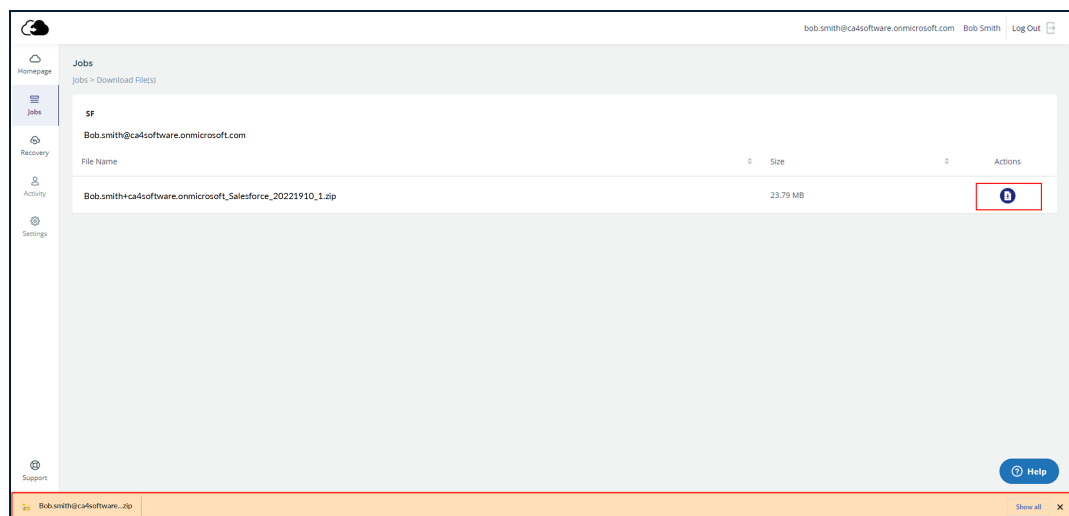 bob.smith@ca4software.onmicrosoft.com Bob Smith Log Out
Homepage
Jobs
Recovery
Activity
Settings
Support
Jobs
Jobs > Download File(s)
SF
Bob.smith@ca4software.onmicrosoft.com
File Name Size Actions
Bob.smith+ca4software.onmicrosoft_Salesforce_20221910_1.zip 23.79 MB
Help
Bob.smith@ca4software...zip Show all